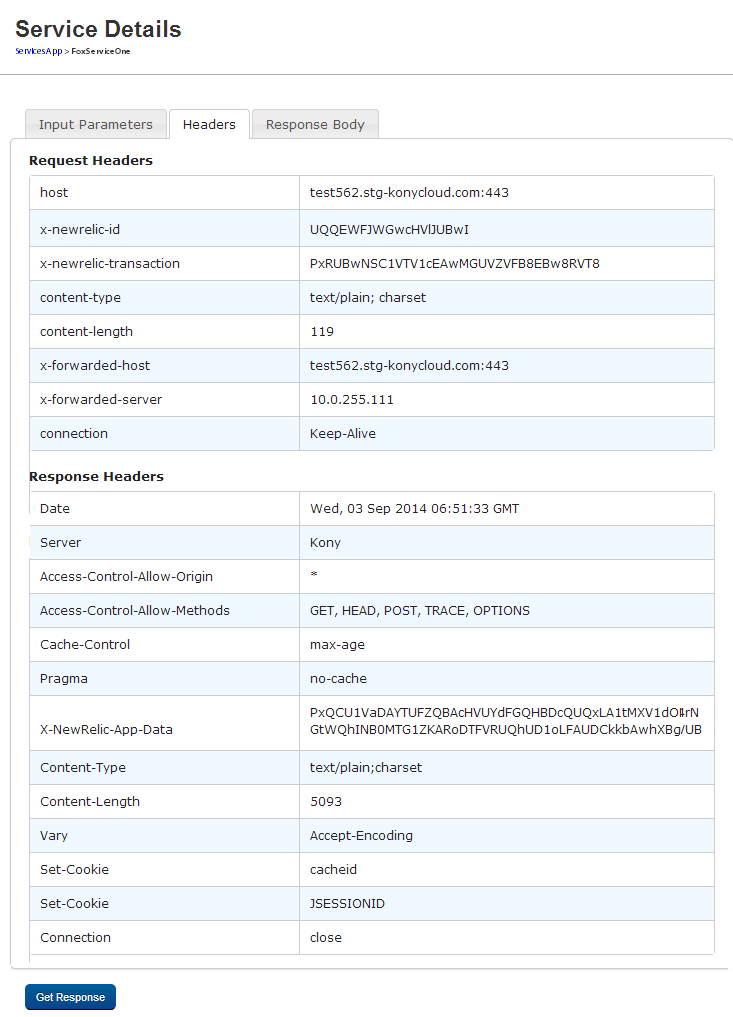 Service Details
ServicesApp > FoxServiceOne
Input Parameters Headers Response Body
Request Headers
host test562.stg-konycloud.com:443
x-newrelic-id UQQEWFJWGwcHVlJUBwI
x-newrelic-transaction PxRUBwNSC1VTV1cEAwMGUVZVFB8EBw8RVT8
content-type text/plain; charset
content-length 119
x-forwarded-host test562.stg-konycloud.com:443
x-forwarded-server 10.0.255.111
connection Keep-Alive
Response Headers
Date Wed, 03 Sep 2014 06:51:33 GMT
Server Kony
Access-Control-Allow-Origin *
Access-Control-Allow-Methods GET, HEAD, POST, TRACE, OPTIONS
Cache-Control max-age
Pragma no-cache
X-NewRelic-App-Data
GtWQhINB0MTG1ZKARoDTFVRUQhUD1oLFAUDCkkbAwhXBg/UB
Content-Type text/plain;charset
Content-Length 5093
Vary Accept-Encoding
Set-Cookie cacheid
Set-Cookie JSESSIONID
Connection close
Get Response